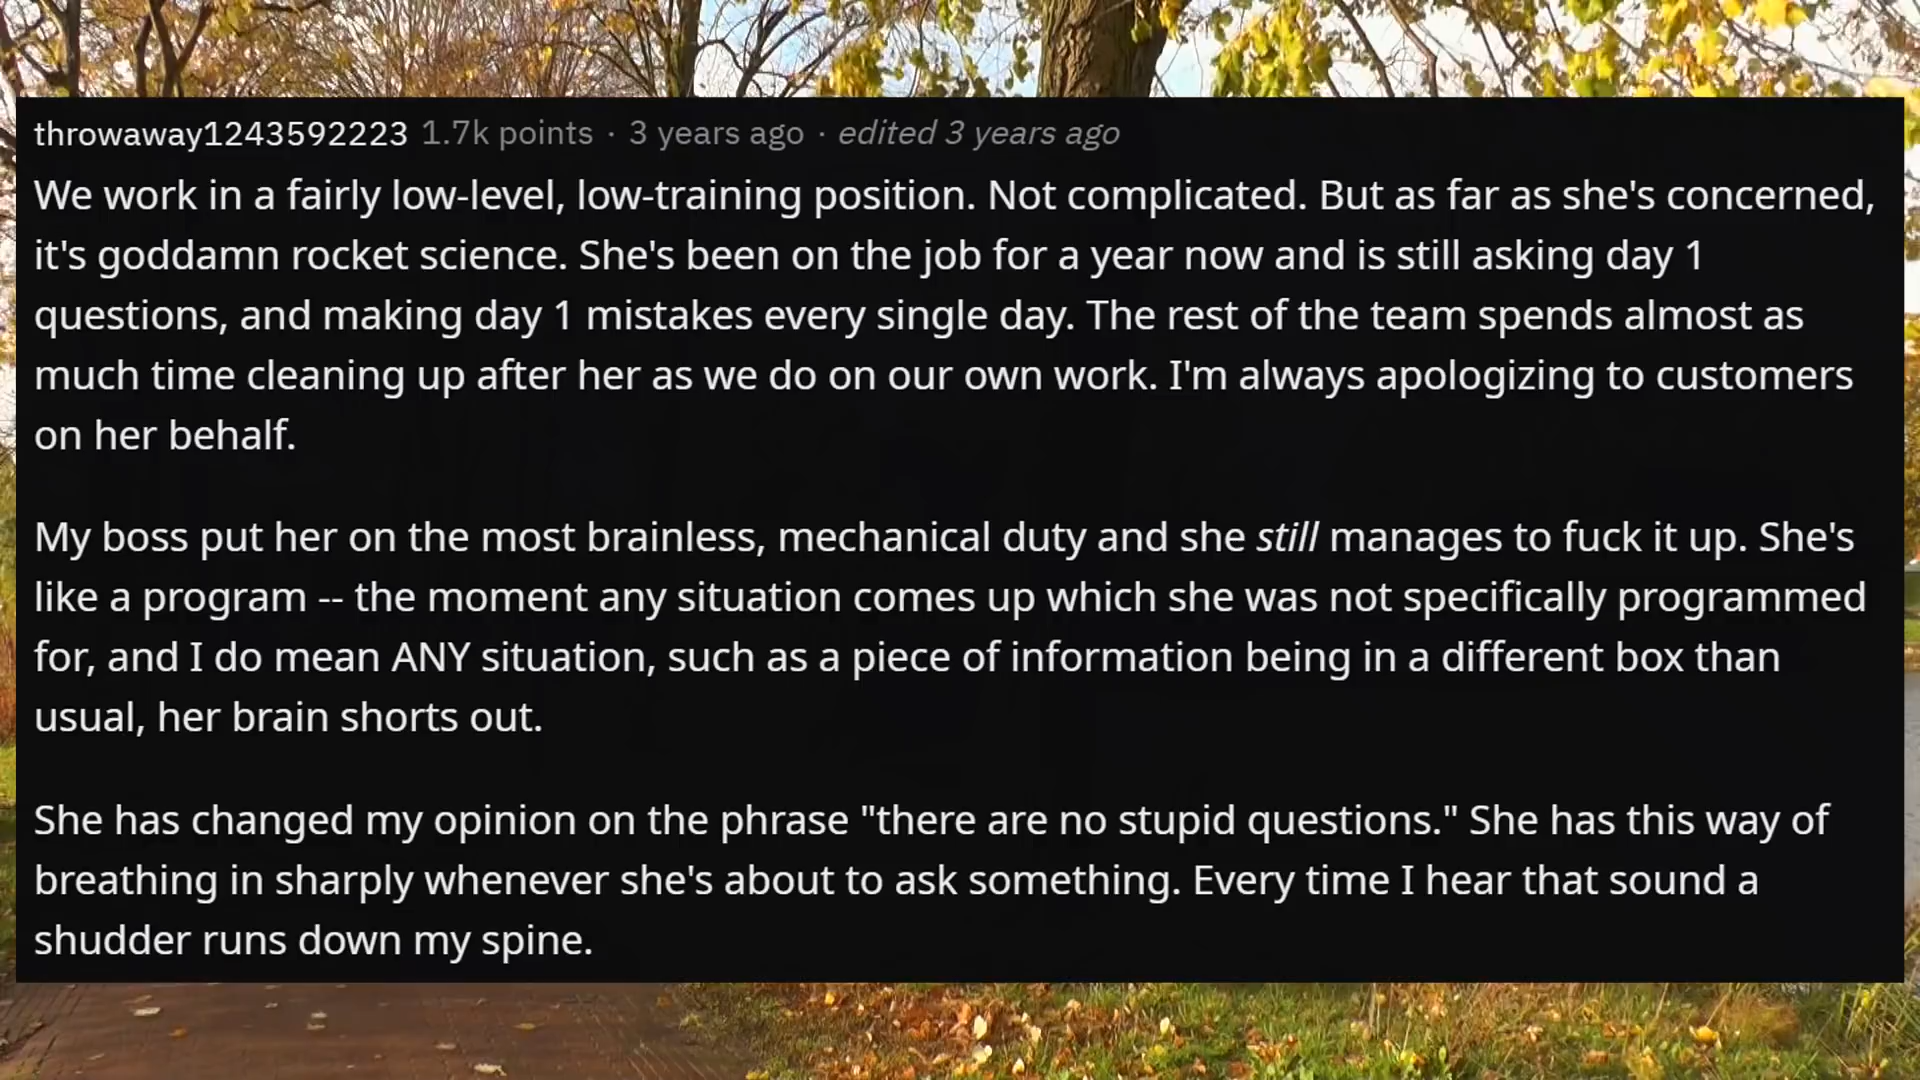 throwaway1243592223 1.7k points · 3 years ago · edited 3 years ago
We work in a fairly low-level, low-training position. Not complicated. But as far as she's concerned,
it's goddamn rocket science. She's been on the job for a year now and is still asking day 1
questions, and making day 1 mistakes every single day. The rest of the team spends almost as
much time cleaning up after her as we do on our own work. I'm always apologizing to customers
on her behalf.
My boss put her on the most brainless, mechanical duty and she still manages to fuck it up. She's
like a program -- the moment any situation comes up which she was not specifically programmed
for, and I do mean ANY situation, such as a piece of information being in a different box than
usual, her brain shorts out.
She has changed my opinion on the phrase "there are no stupid questions." She has this way of
breathing in sharply whenever she's about to ask something. Every time I hear that sound a
shudder runs down my spine.